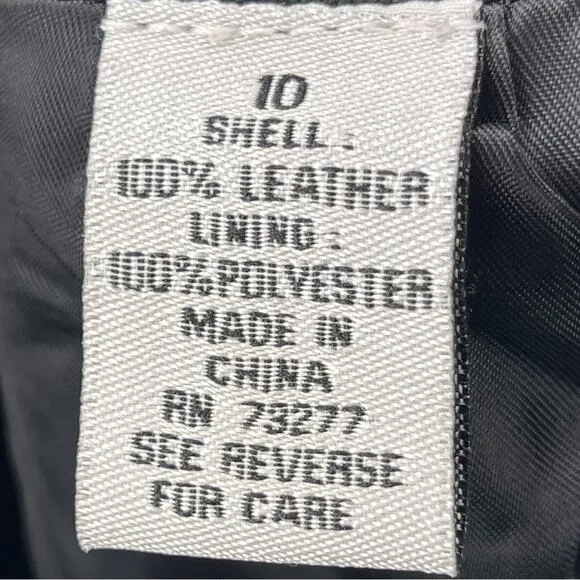 10
SHELL:
100% LEATHER
LINING:
100% POLYESTER
MADE IN
CHINA
RN 73277
SEE REVERSE
FOR CARE